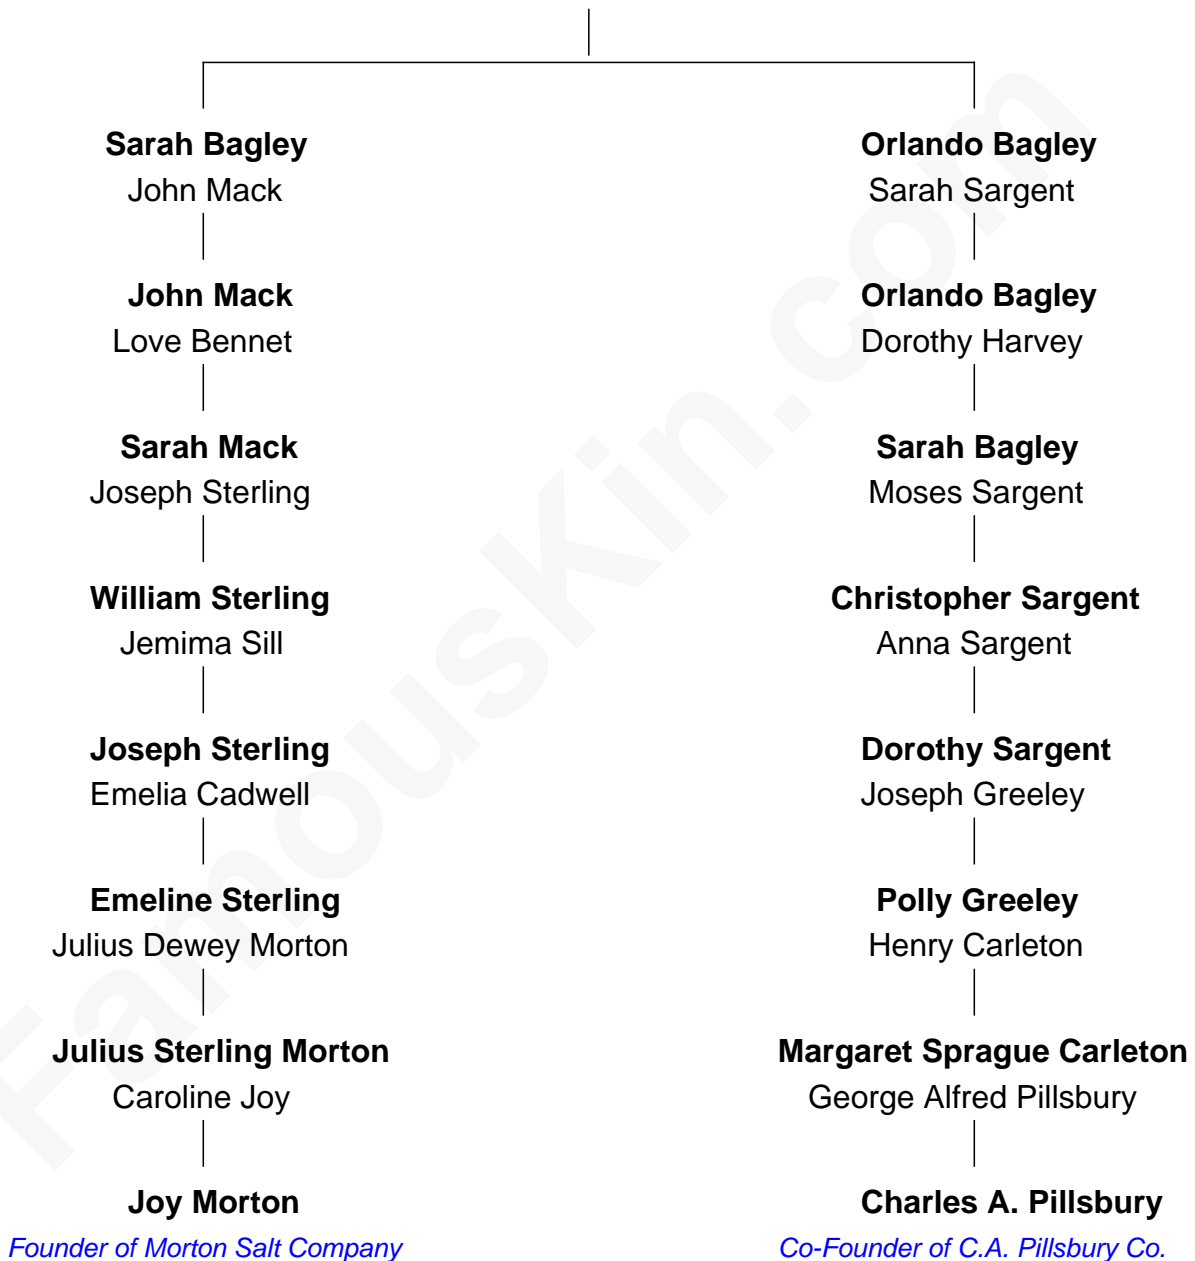 Sarah Bagley
John Mack
Orlando Bagley
Sarah Sargent
John Mack
Love Bennet
Orlando Bagley
Dorothy Harvey
Sarah Mack
Joseph Sterling
Sarah Bagley
Moses Sargent
William Sterling
Jemima Sill
Christopher Sargent
Anna Sargent
Joseph Sterling
Emelia Cadwell
Dorothy Sargent
Joseph Greeley
Emeline Sterling
Julius Dewey Morton
Polly Greeley
Henry Carleton
Julius Sterling Morton
Caroline Joy
Margaret Sprague Carleton
George Alfred Pillsbury
Joy Morton
Founder of Morton Salt Company
Charles A. Pillsbury
Co-Founder of C.A. Pillsbury Co.
FamousKin.com